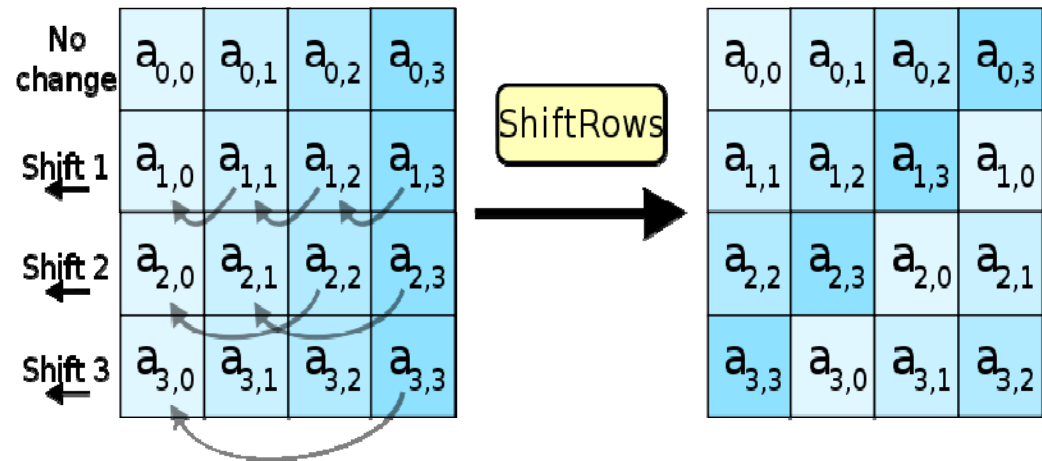 No
change
a0,0 a0,1 a0,2 a0,3
Shift 1
a1,0 a1,1 a1,2 a1,3
Shift 2
a2,0 a2,1 a2,2 a2,3
Shift 3
a3,0 a3,1 a3,2 a3,3
ShiftRows
a0,0 a0,1 a0,2 a0,3
a1,1 a1,2 a1,3 a1,0
a2,2 a2,3 a2,0 a2,1
a3,3 a3,0 a3,1 a3,2